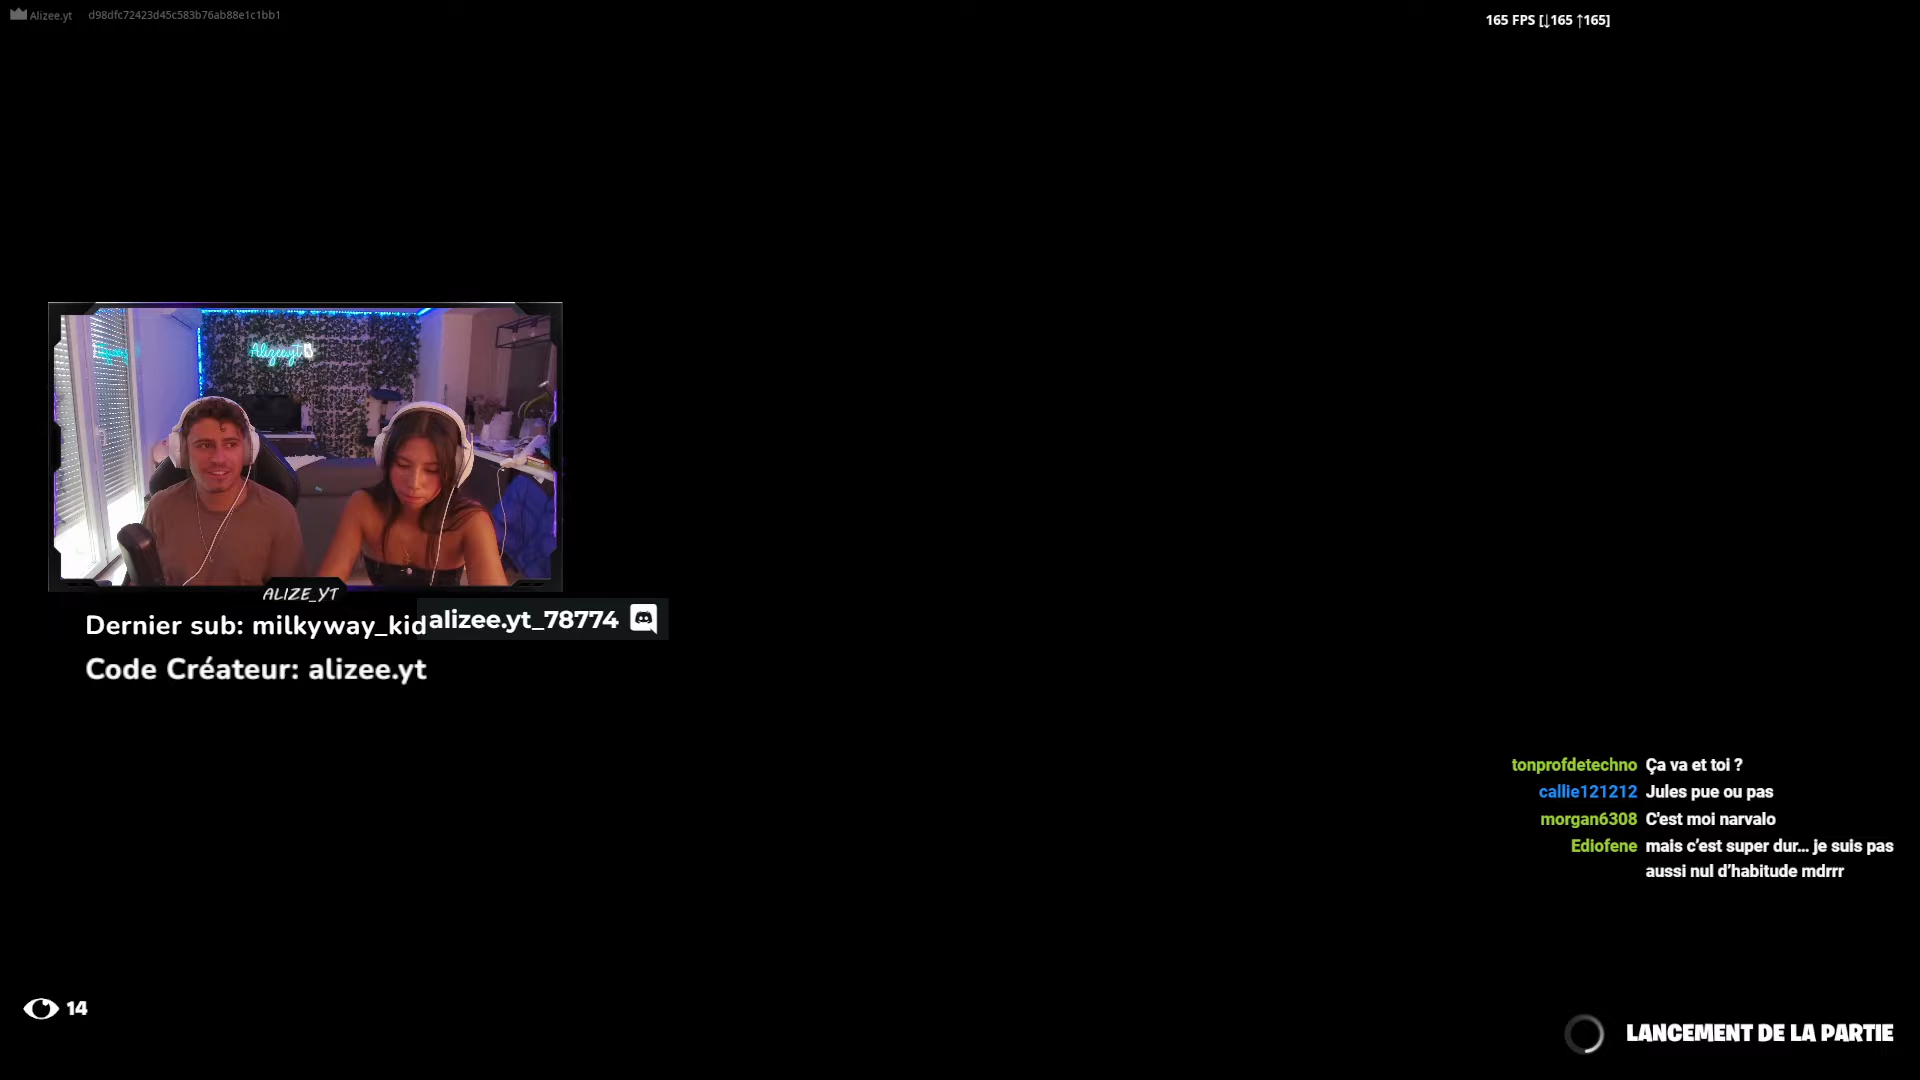 Alizee.yt d98dfc72423d45c583b76ab88e1c1bb1
165 FPS [↓165 ↑165]
Alizeeyt
ALIZE_YT
Dernier sub: milkyway_kid
alizee.yt_78774
Code Créateur: alizee.yt
tonprofdetechno Ça va et toi ?
callie121212 Jules pue ou pas
morgan6308 C'est moi narvalo
Ediofene mais c’est super dur... je suis pas
aussi nul d’habitude mdrrr
14
LANCEMENT DE LA PARTIE